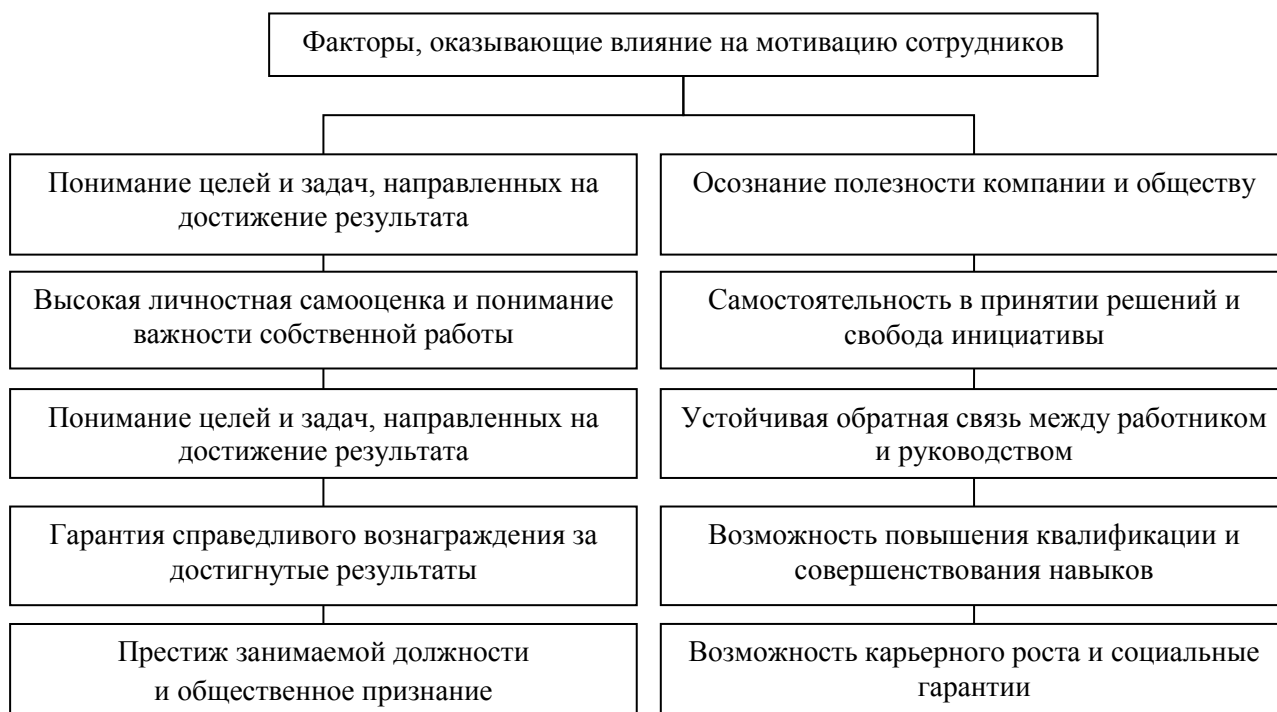 Факторы, оказывающие влияние на мотивацию сотрудников
Понимание целей и задач, направленных на
достижение результата
Высокая личностная самооценка и понимание
важности собственной работы
Понимание целей и задач, направленных на
достижение результата
Гарантия справедливого вознаграждения за
достигнутые результаты
Престиж занимаемой должности
и общественное признание
Осознание полезности компании и обществу
Самостоятельность в принятии решений и
свобода инициативы
Устойчивая обратная связь между работником
и руководством
Возможность повышения квалификации и
совершенствования навыков
Возможность карьерного роста и социальные
гарантии